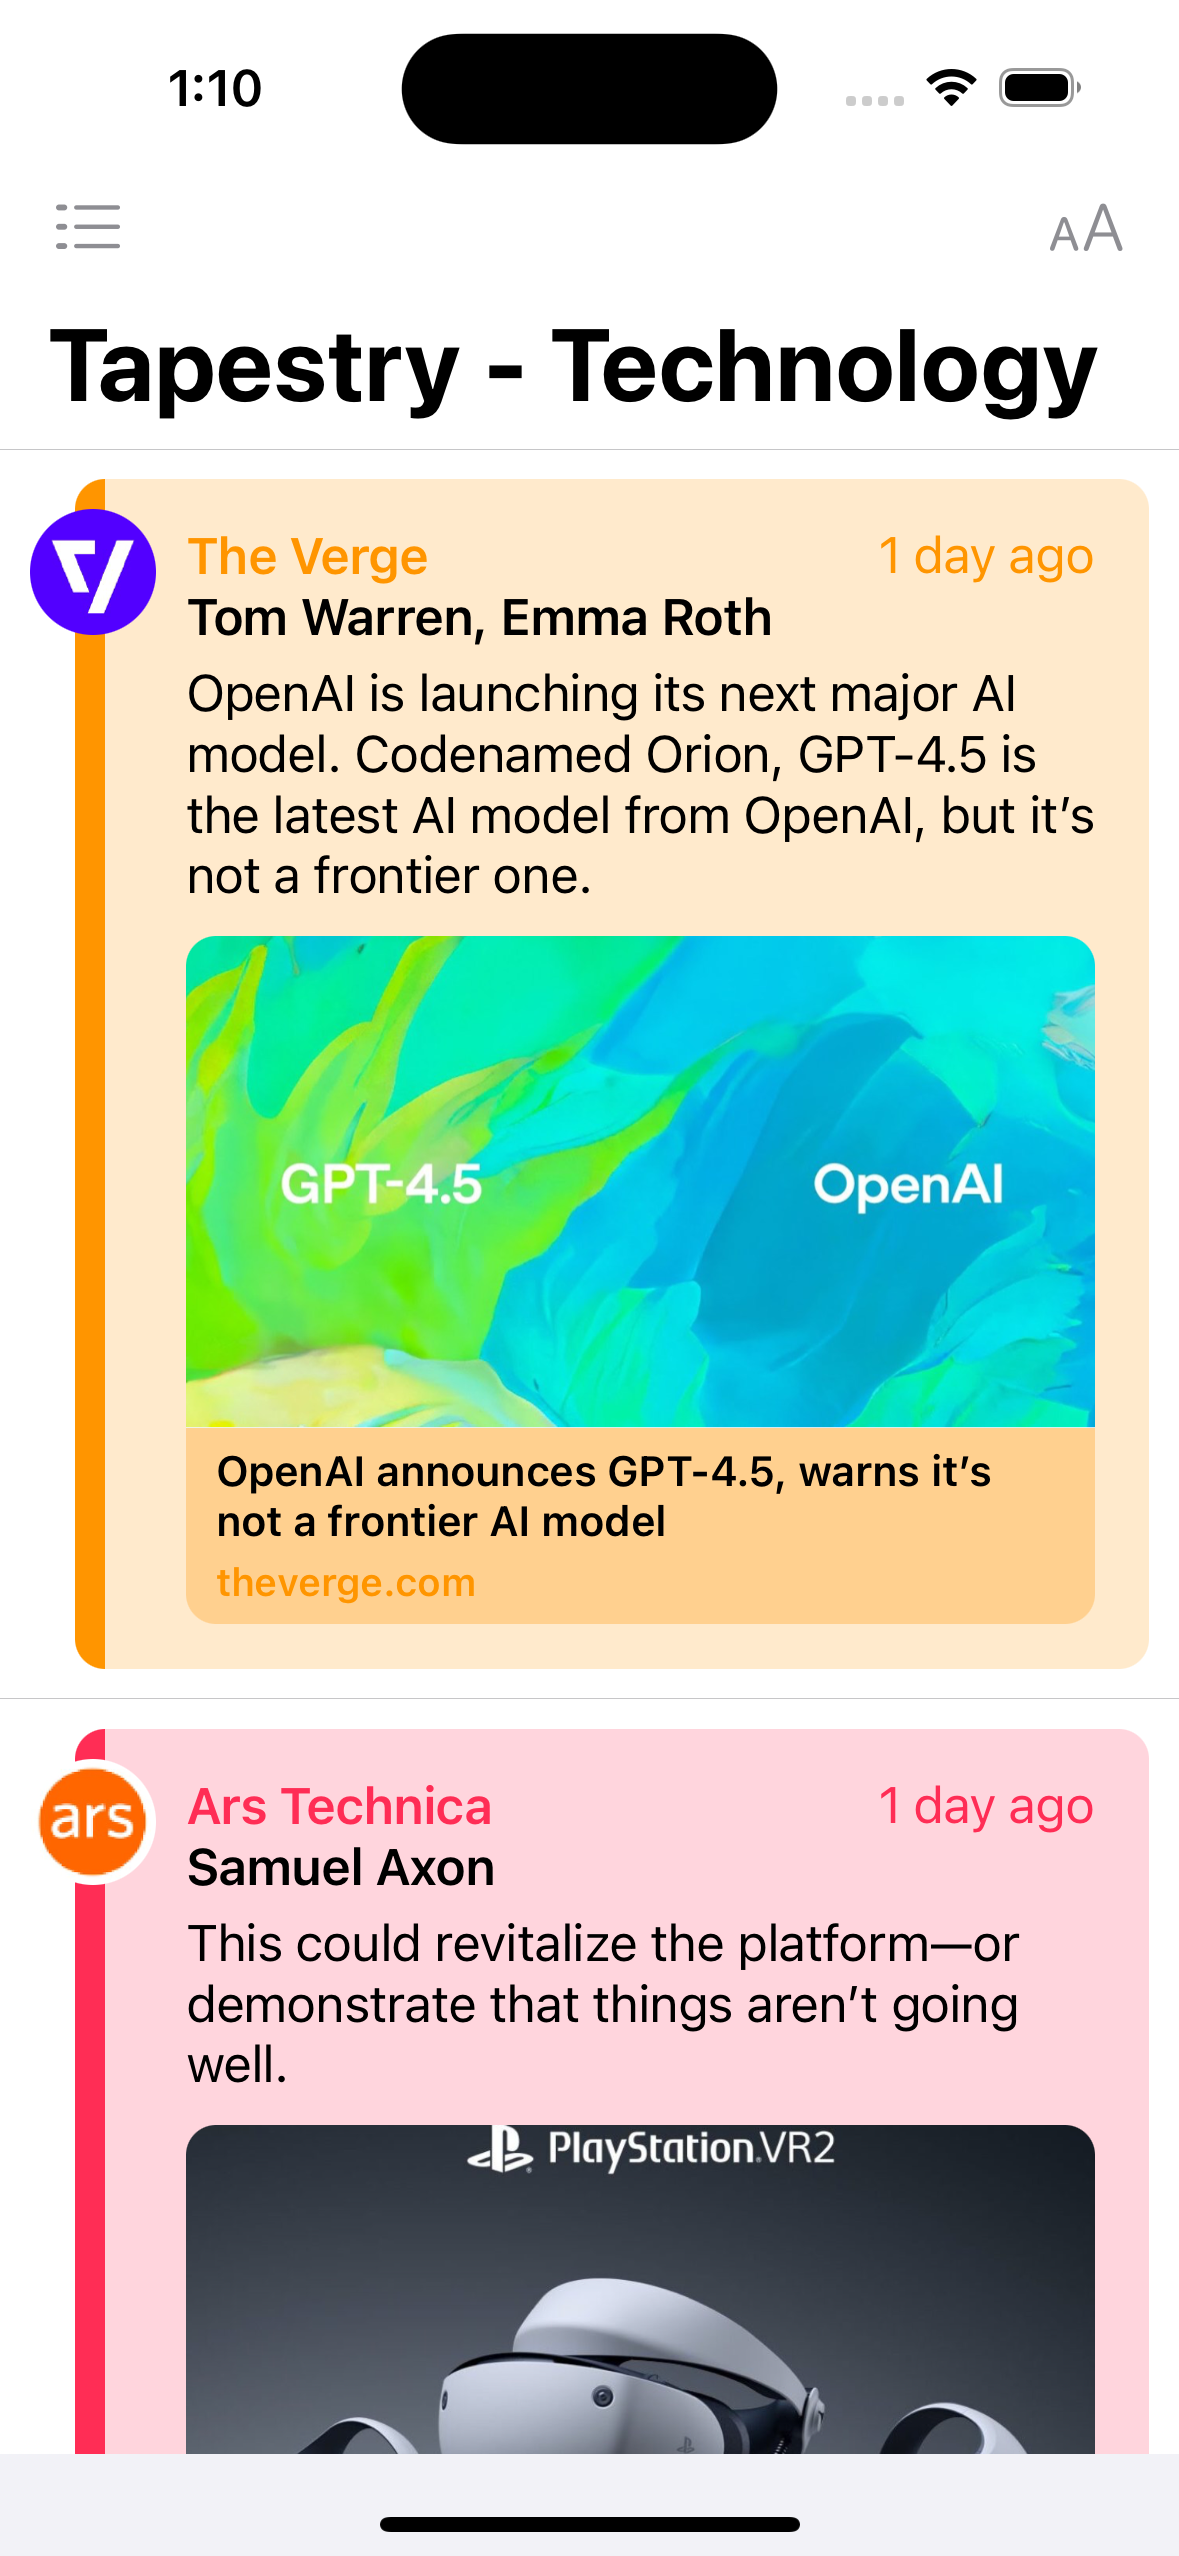 1:10
AA
Tapestry - Technology
The Verge
1 day ago
Tom Warren, Emma Roth
OpenAI is launching its next major AI
model. Codenamed Orion, GPT-4.5 is
the latest AI model from OpenAI, but it’s
not a frontier one.
GPT-4.5
OpenAI
OpenAI announces GPT-4.5, warns it’s
not a frontier AI model
theverge.com
ars
Ars Technica
1 day ago
Samuel Axon
This could revitalize the platform—or
demonstrate that things aren’t going
well.
PlayStation.VR2